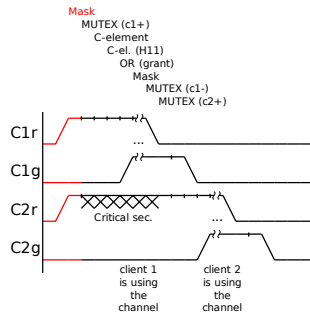 Mask
MUTEX (c1+)
C-element
C-el. (H11)
OR (grant)
Mask
MUTEX (c1-)
MUTEX (c2+)
C1r
...
C1g
C2r
Critical sec.
...
C2g
client 1
is using
the
channel
client 2
is using
the
channel